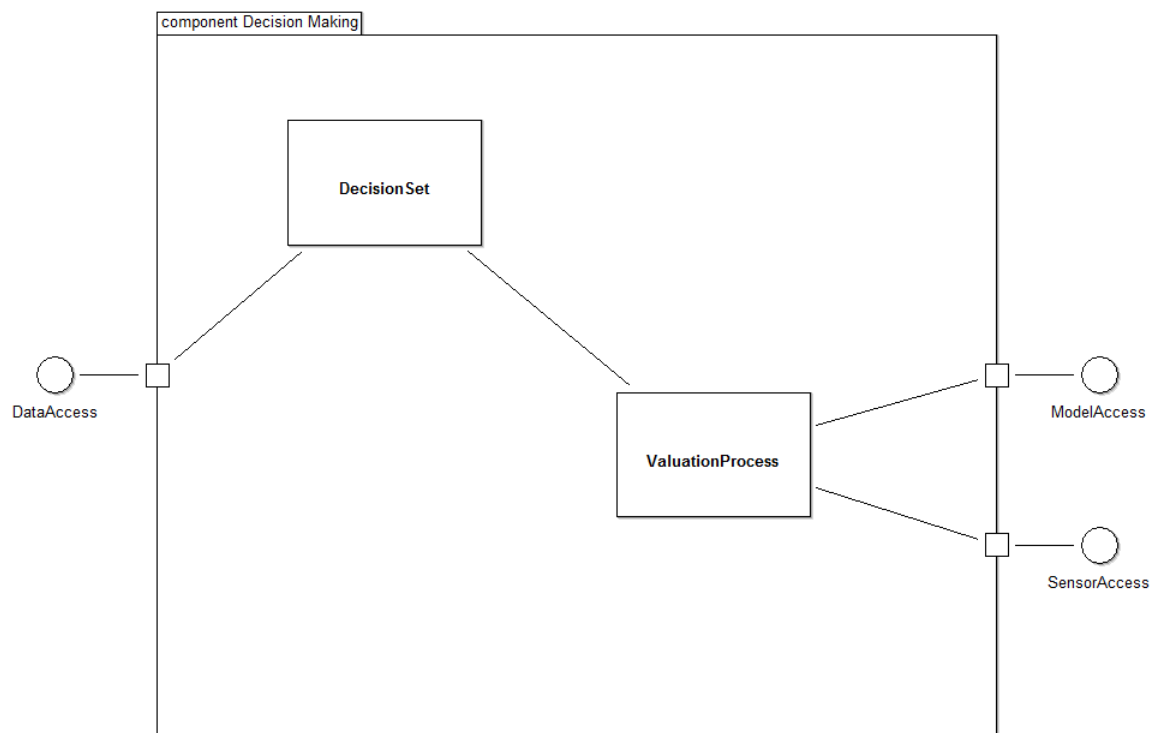 component Decision Making
DecisionSet
DataAccess
ModelAccess
ValuationProcess
SensorAccess